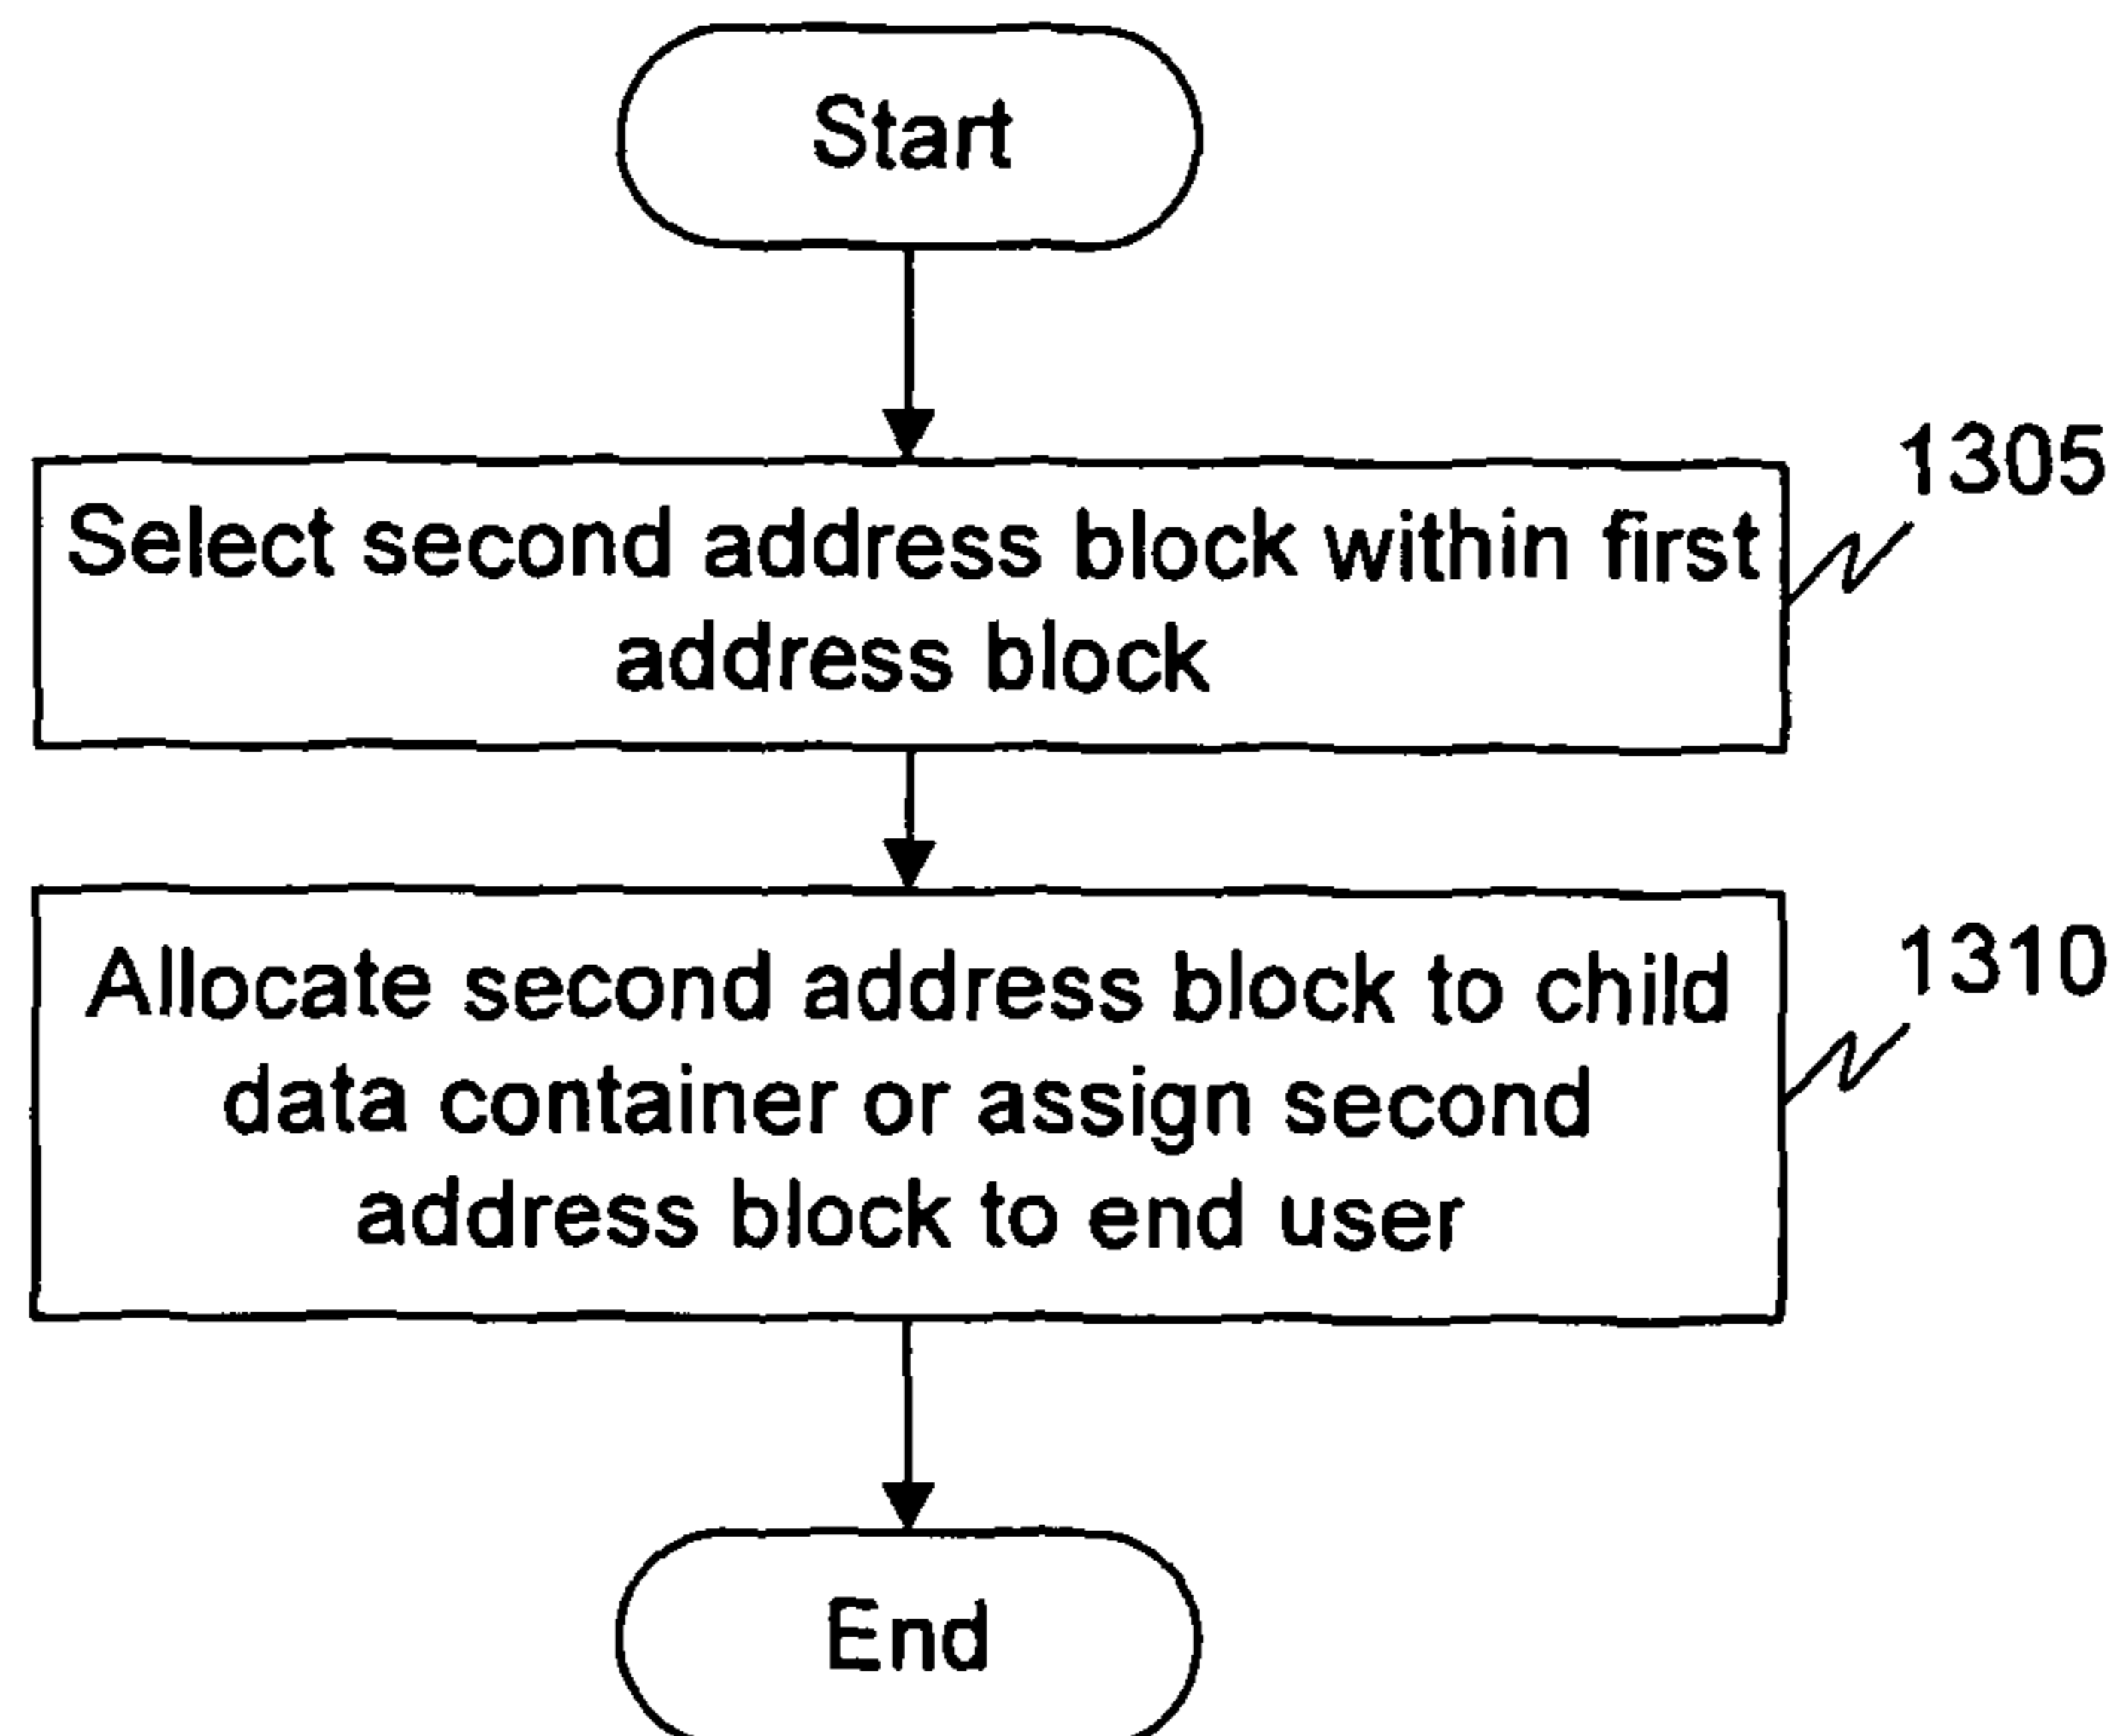 Start
1305
Select second address block within first
address block
1310
Allocate second address block to child
data container or assign second
address block to end user
End